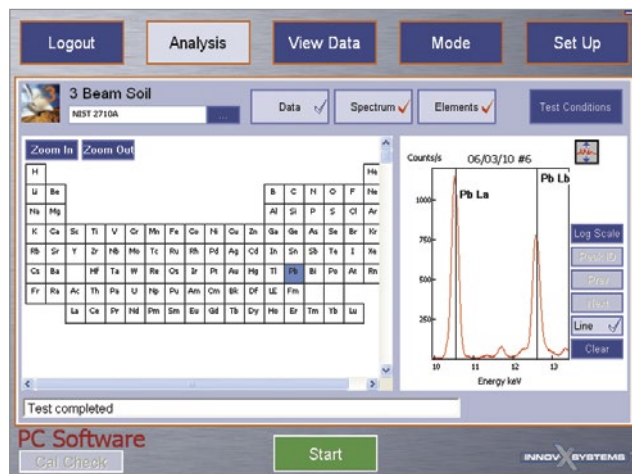 Logout Analysis View Data Mode Set Up
3 Beam Soil
NIST 2710A ... Data Spectrum Elements Test Conditions
Zoom In Zoom Out
H He
Li Be B C N O F Ne
Na Mg Al Si P S Cl Ar
K Ca Sc Ti V Cr Mn Fe Co Ni Cu Zn Ga Ge As Se Br Kr
Rb Sr Y Zr Nb Mo Tc Ru Rh Pd Ag Cd In Sn Sb Te I Xe
Cs Ba Hf Ta W Re Os Ir Pt Au Hg Tl Pb Bi Po At Rn
Fr Ra Ac Th Pa U Np Pu Am Cm Bk Df LE Fm
La Ce Pr Nd Pm Sm Eu Gd Tb Dy Ho Er Tm Yb Lu
Counts/s 06/03/10 #6
Pb La
Pb Lb
1000
750
500
250
10 11 12 13
Energy keV
Log Scale
Peak ID
Prev
Next
Line
Clear
Test completed
PC Software
Cal Check
Start
INNOV X SYSTEMS